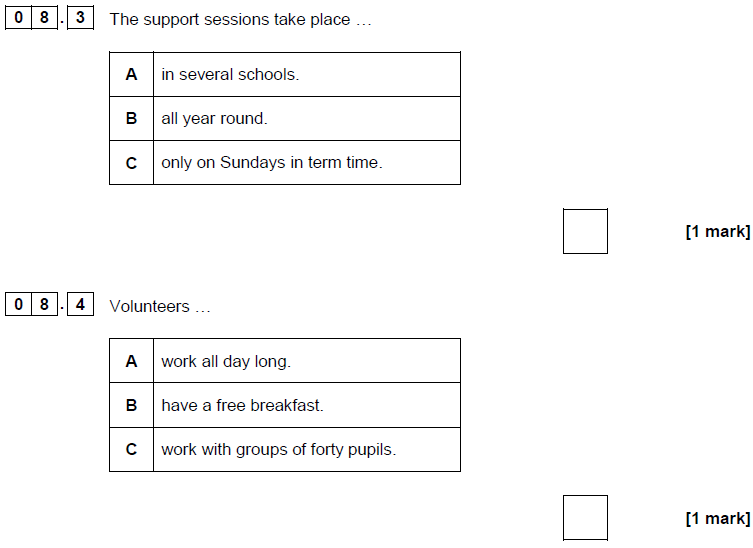 0 8 . 3 The support sessions take place …
A in several schools.
B all year round.
C only on Sundays in term time.
[1 mark]
0 8 . 4 Volunteers …
A work all day long.
B have a free breakfast.
C work with groups of forty pupils.
[1 mark]